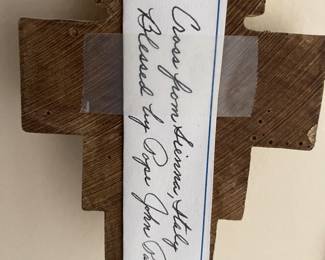 Cross from Sienna, Italy
Blessed by Pope John